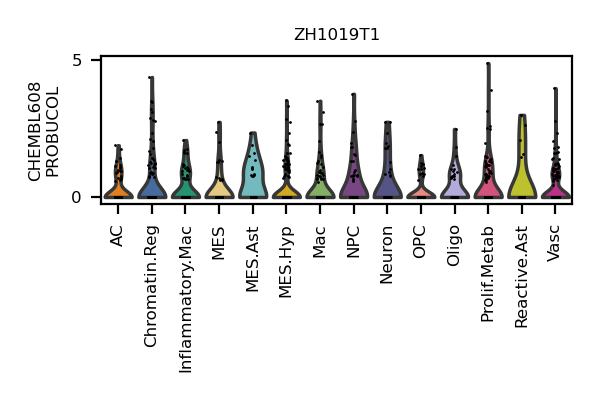 ZH1019T1
CHEMBL608
PROBUCOL
5
0
AC
Chromatin.Reg
Inflammatory.Mac
MES
MES.Ast
MES.Hyp
Mac
NPC
Neuron
OPC
Oligo
Prolif.Metab
Reactive.Ast
Vasc